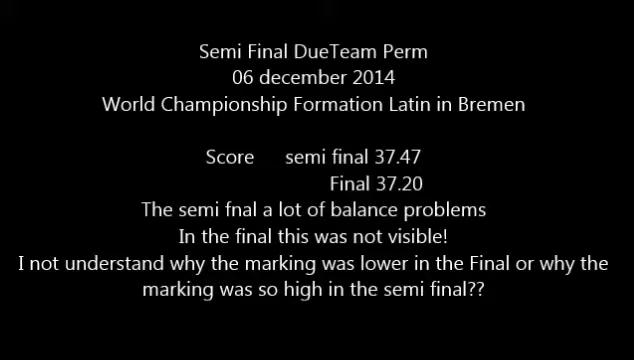 Semi Final DueTeam Perm
06 december 2014
World Championship Formation Latin in Bremen
Score semi final 37.47
Final 37.20
The semi fnal a lot of balance problems
In the final this was not visible!
I not understand why the marking was lower in the Final or why the
marking was so high in the semi final??